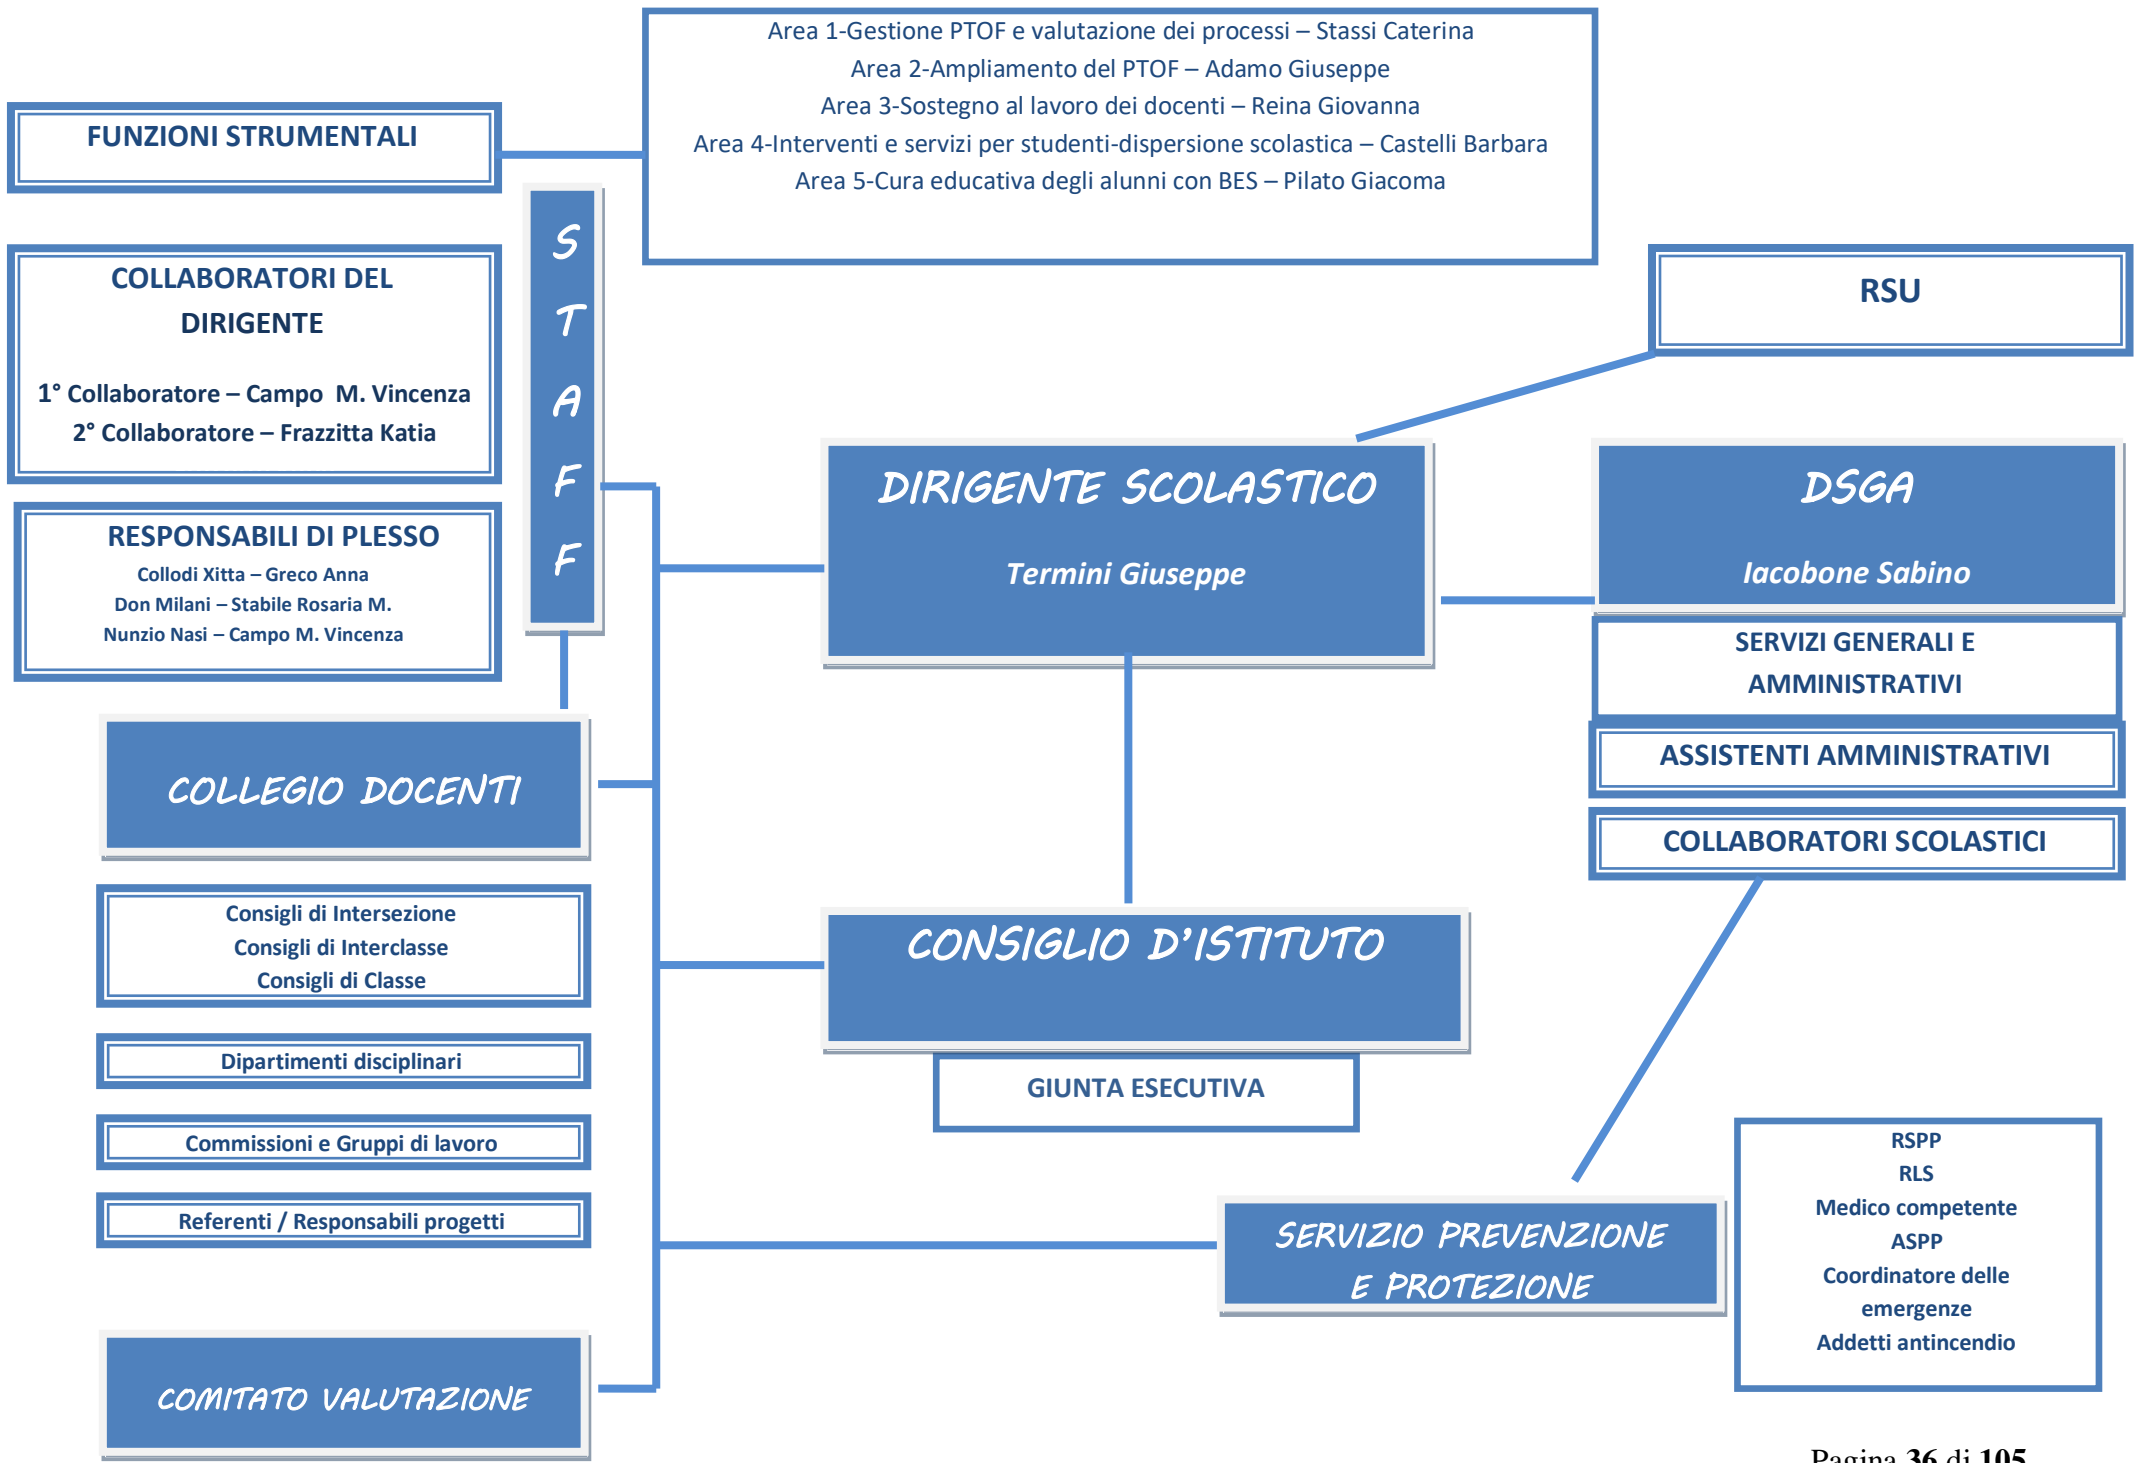 Area 1-Gestione PTOF e valutazione dei processi – Stassi Caterina
Area 2-Ampliamento del PTOF – Adamo Giuseppe
Area 3-Sostegno al lavoro dei docenti – Reina Giovanna
Area 4-Interventi e servizi per studenti-dispersione scolastica – Castelli Barbara
Area 5-Cura educativa degli alunni con BES – Pilato Giacoma
FUNZIONI STRUMENTALI
STAFF
COLLABORATORI DEL
DIRIGENTE
1° Collaboratore – Campo M. Vincenza
2° Collaboratore – Frazzitta Katia
RSU
RESPONSABILI DI PLESSO
Collodi Xitta – Greco Anna
Don Milani – Stabile Rosaria M.
Nunzio Nasi – Campo M. Vincenza
DIRIGENTE SCOLASTICO
Termini Giuseppe
DSGA
Iacobone Sabino
SERVIZI GENERALI E
AMMINISTRATIVI
ASSISTENTI AMMINISTRATIVI
COLLABORATORI SCOLASTICI
COLLEGIO DOCENTI
Consigli di Intersezione
Consigli di Interclasse
Consigli di Classe
Dipartimenti disciplinari
Commissioni e Gruppi di lavoro
Referenti / Responsabili progetti
CONSIGLIO D'ISTITUTO
GIUNTA ESECUTIVA
SERVIZIO PREVENZIONE
E PROTEZIONE
RSPP
RLS
Medico competente
ASPP
Coordinatore delle
emergenze
Addetti antincendio
COMITATO VALUTAZIONE
Pagina 36 di 105